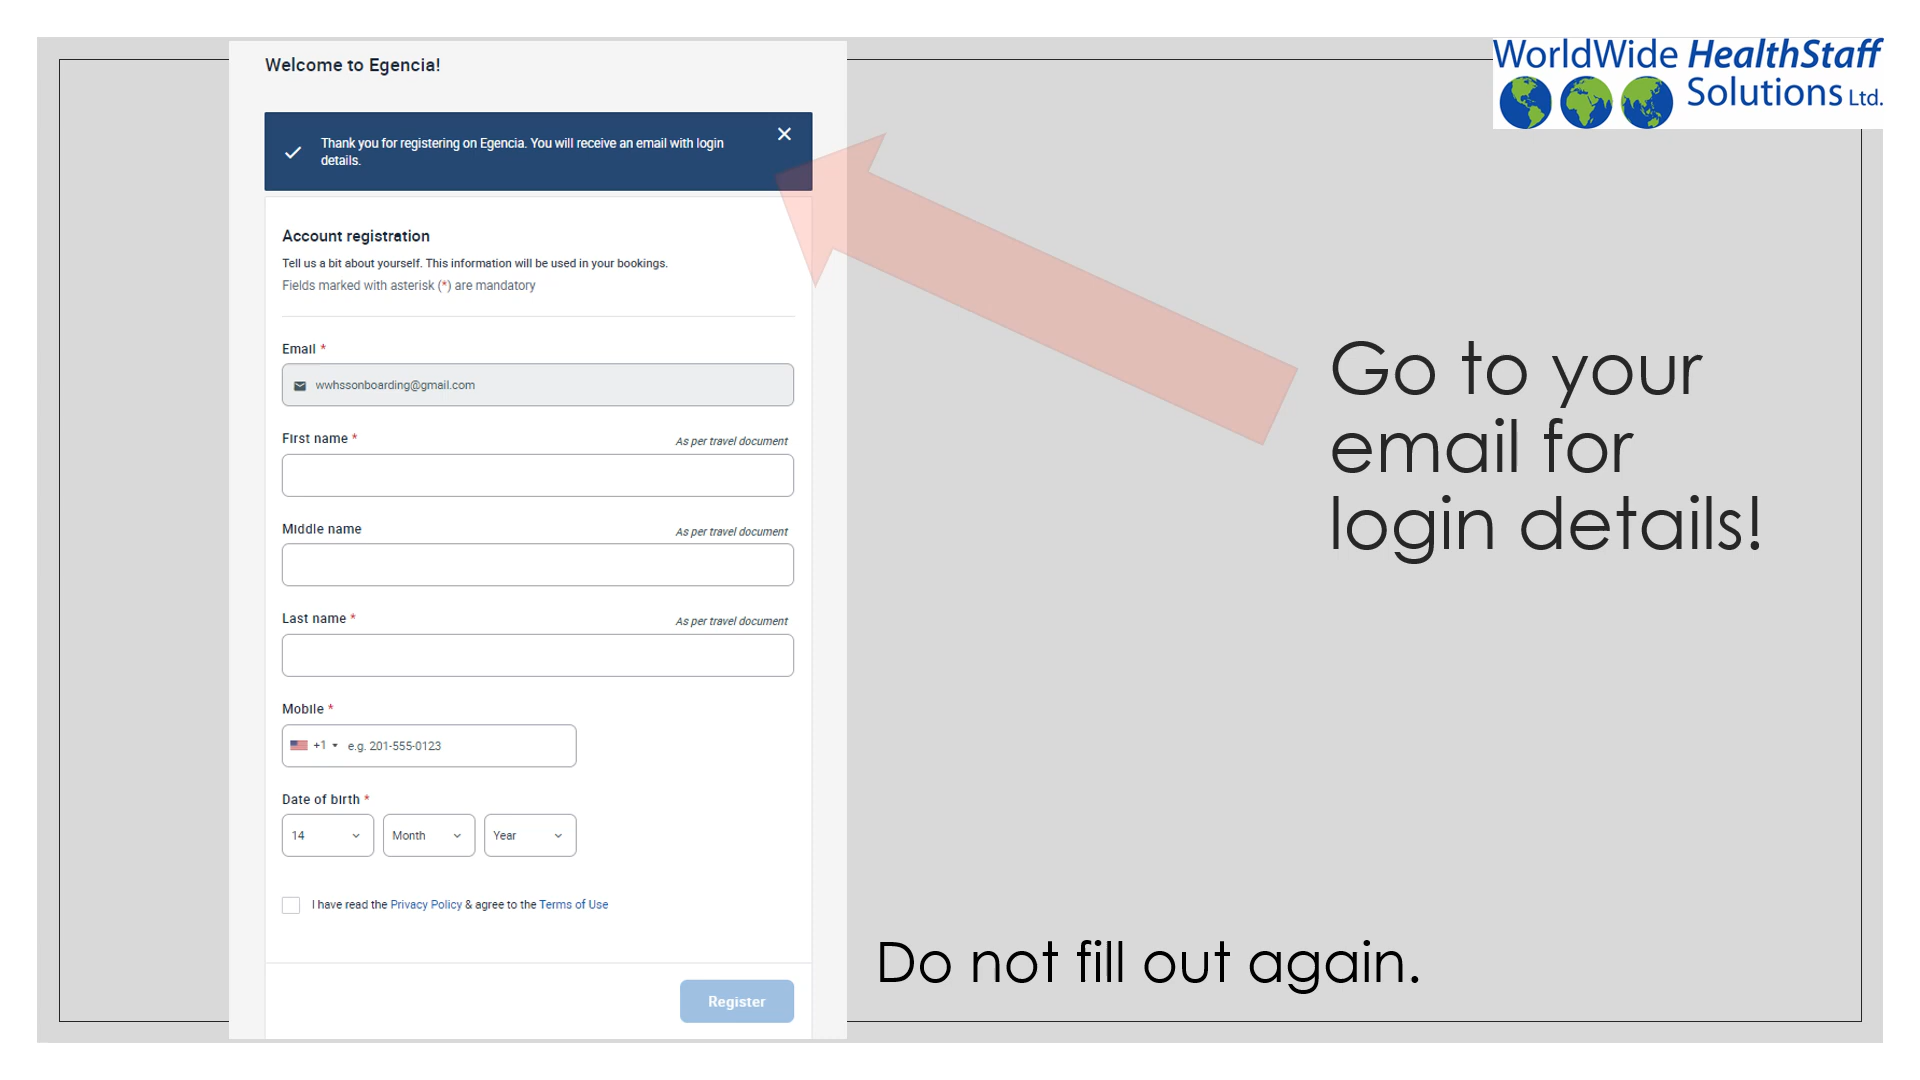 Welcome to Egencia!
WorldWide HealthStaff
Solutions Ltd.
Thank you for registering on Egencia. You will receive an email with login
details.
Account registration
Tell us a bit about yourself. This information will be used in your bookings.
Fields marked with asterisk (*) are mandatory
Email *
wwhssonboarding@gmail.com
First name *
As per travel document
Middle name
As per travel document
Last name *
As per travel document
Mobile *
+1 e.g. 201-555-0123
Date of birth *
14 Month Year
I have read the Privacy Policy & agree to the Terms of Use
Register
Go to your
email for
login details!
Do not fill out again.